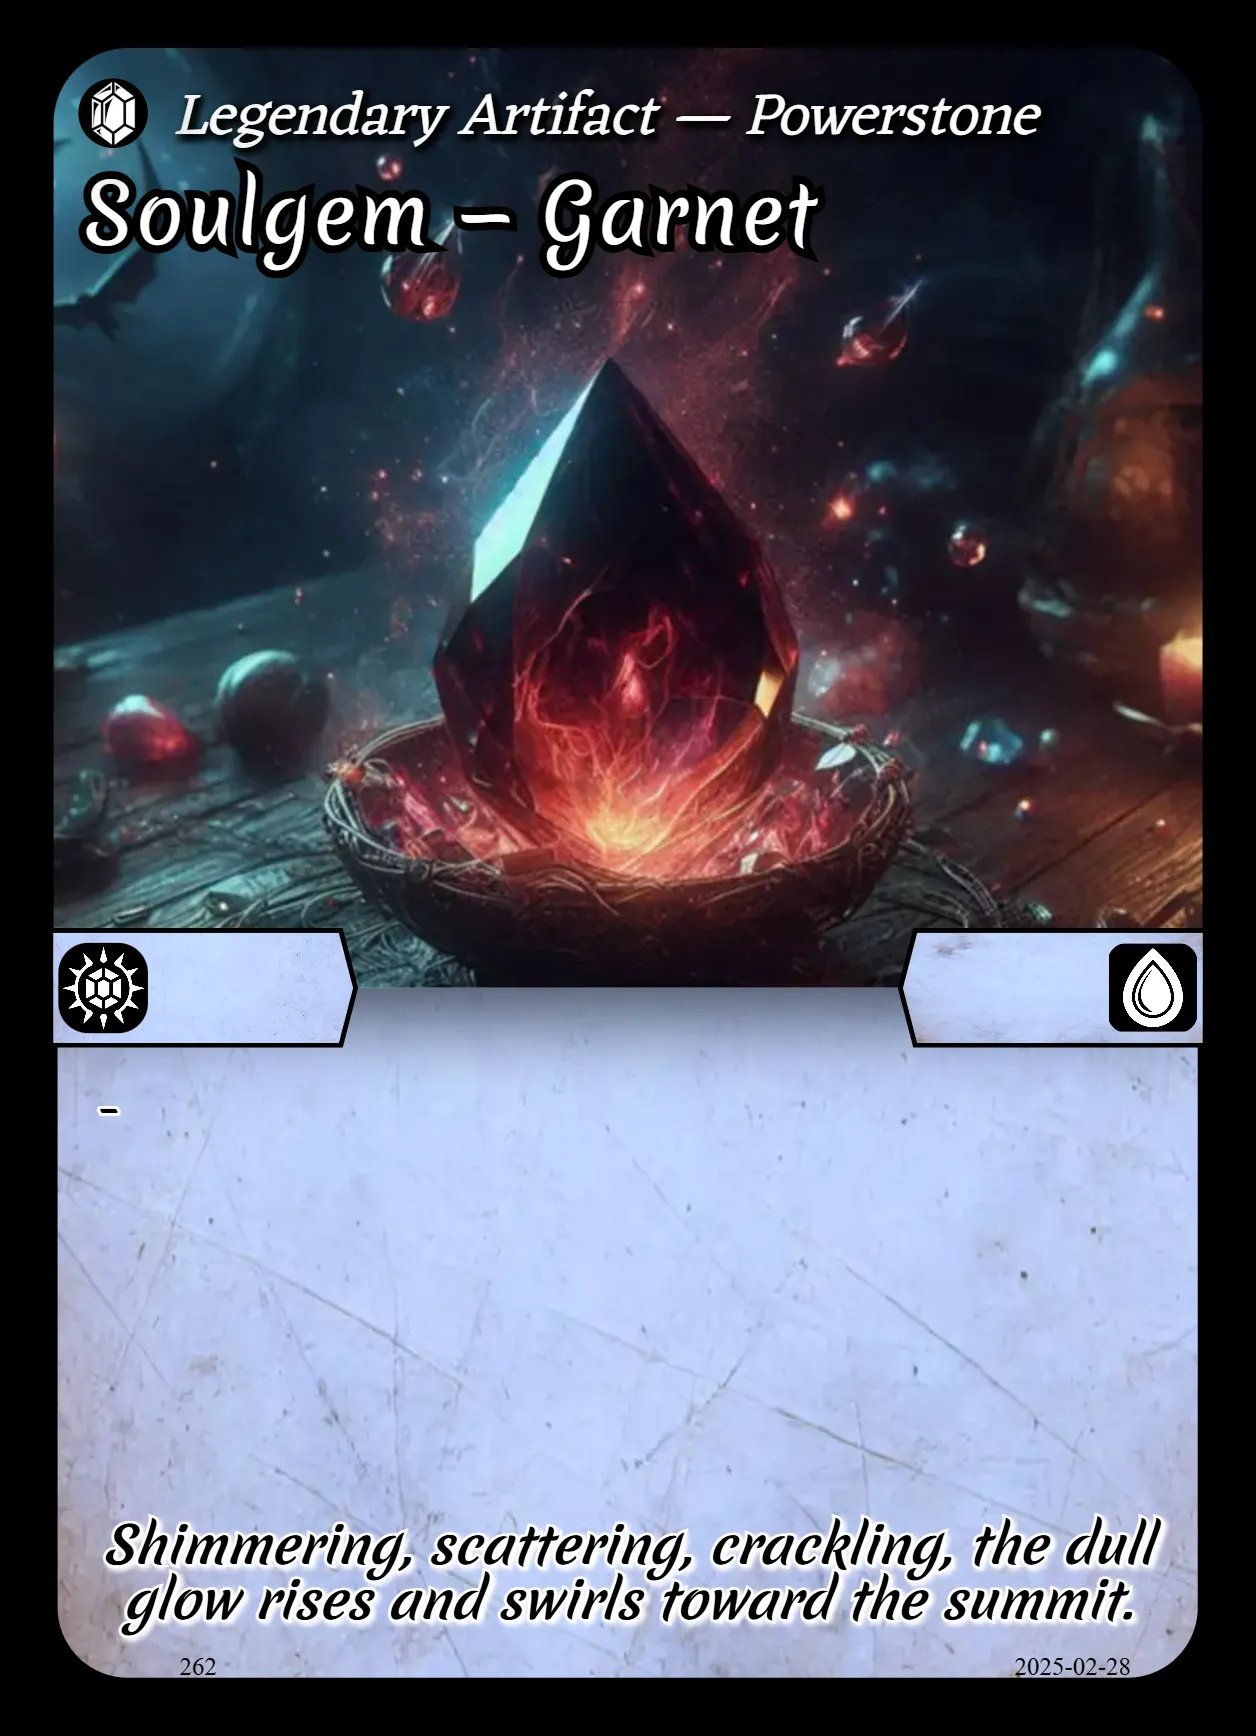 Legendary Artifact — Powerstone
Soulgem – Garnet
–
Shimmering, scattering, crackling, the dull
glow rises and swirls toward the summit.
262
2025-02-28